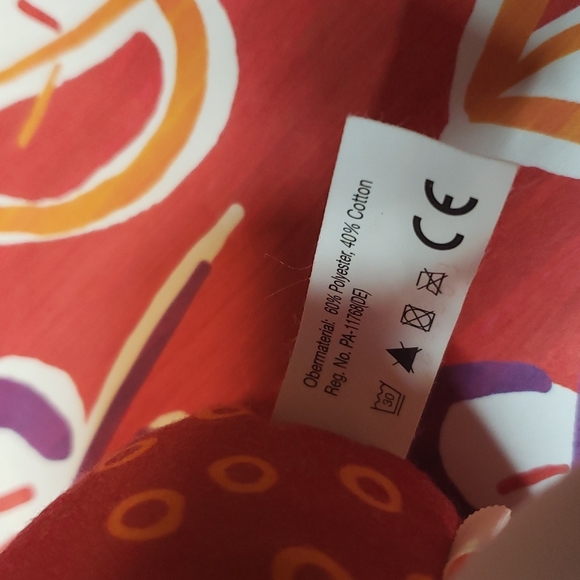 Obermaterial: 60% Polyester, 40% Cotton
Reg. No. PA-11768(DE)
30
CE